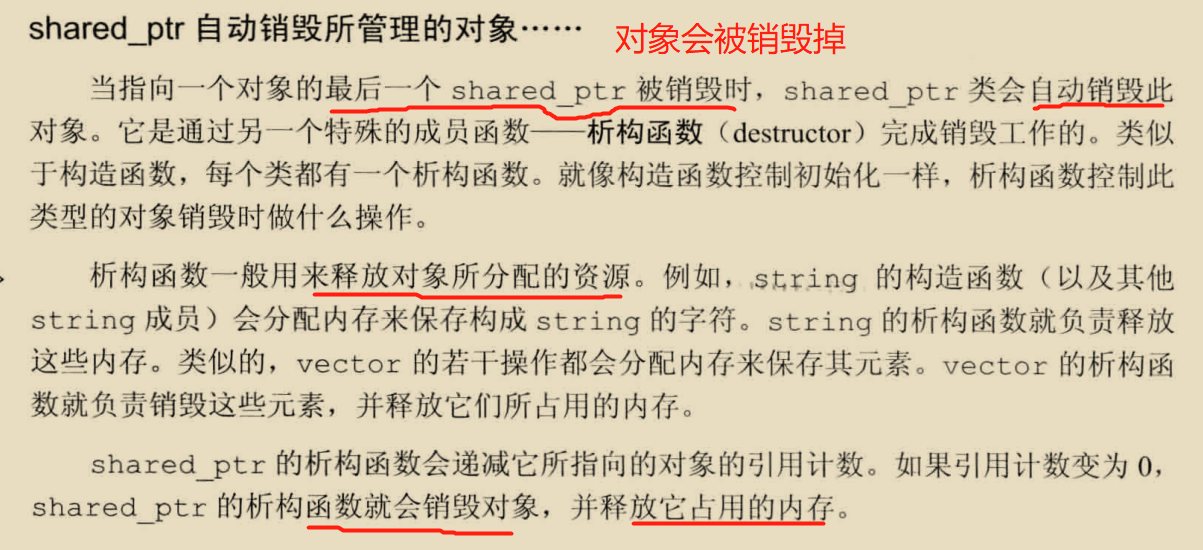 shared_ptr 自动销毁所管理的对象……
对象会被销毁掉
当指向一个对象的最后一个 shared_ptr 被销毁时，shared_ptr 类会自动销毁此
对象。它是通过另一个特殊的成员函数——析构函数（destructor）完成销毁工作的。类似
于构造函数，每个类都有一个析构函数。就像构造函数控制初始化一样，析构函数控制此
类型的对象销毁时做什么操作。
析构函数一般用来释放对象所分配的资源。例如，string 的构造函数（以及其他
string 成员）会分配内存来保存构成 string 的字符。string 的析构函数就负责释放
这些内存。类似的，vector 的若干操作都会分配内存来保存其元素。vector 的析构函
数就负责销毁这些元素，并释放它们所占用的内存。
shared_ptr 的析构函数会递减它所指向的对象的引用计数。如果引用计数变为 0，
shared_ptr 的析构函数就会销毁对象，并释放它占用的内存。